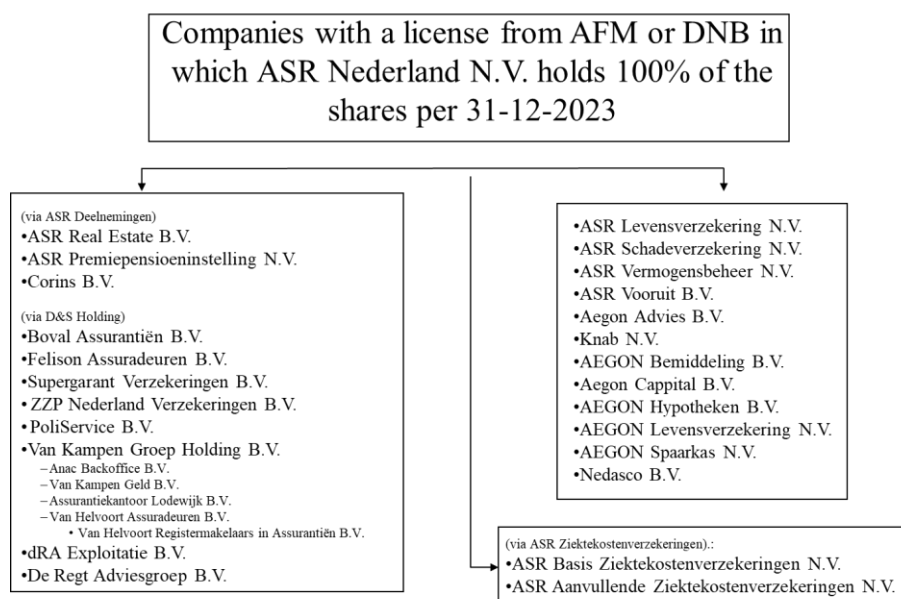 Companies with a license from AFM or DNB in
which ASR Nederland N.V. holds 100% of the
shares per 31-12-2023
(via ASR Deelnemingen)
•ASR Real Estate B.V.
•ASR Premiepensioeninstelling N.V.
•Corins B.V.
(via D&S Holding)
•Boval Assurantiën B.V.
•Felison Assuradeuren B.V.
•Supergarant Verzekeringen B.V.
•ZZP Nederland Verzekeringen B.V.
•PoliService B.V.
•Van Kampen Groep Holding B.V.
–Anac Backoffice B.V.
–Van Kampen Geld B.V.
–Assurantiekantoor Lodewijk B.V.
–Van Helvoort Assuradeuren B.V.
• Van Helvoort Registermakelaars in Assurantiën B.V.
•dRA Exploitatie B.V.
•De Regt Adviesgroep B.V.
•ASR Levensverzekering N.V.
•ASR Schadeverzekering N.V.
•ASR Vermogensbeheer N.V.
•ASR Vooruit B.V.
•Aegon Advies B.V.
•Knab N.V.
•AEGON Bemiddeling B.V.
•Aegon Cappital B.V.
•AEGON Hypotheken B.V.
•AEGON Levensverzekering N.V.
•AEGON Spaarkas N.V.
•Nedasco B.V.
(via ASR Ziektekostenverzekeringen).:
•ASR Basis Ziektekostenverzekeringen N.V.
•ASR Aanvullende Ziektekostenverzekeringen N.V.